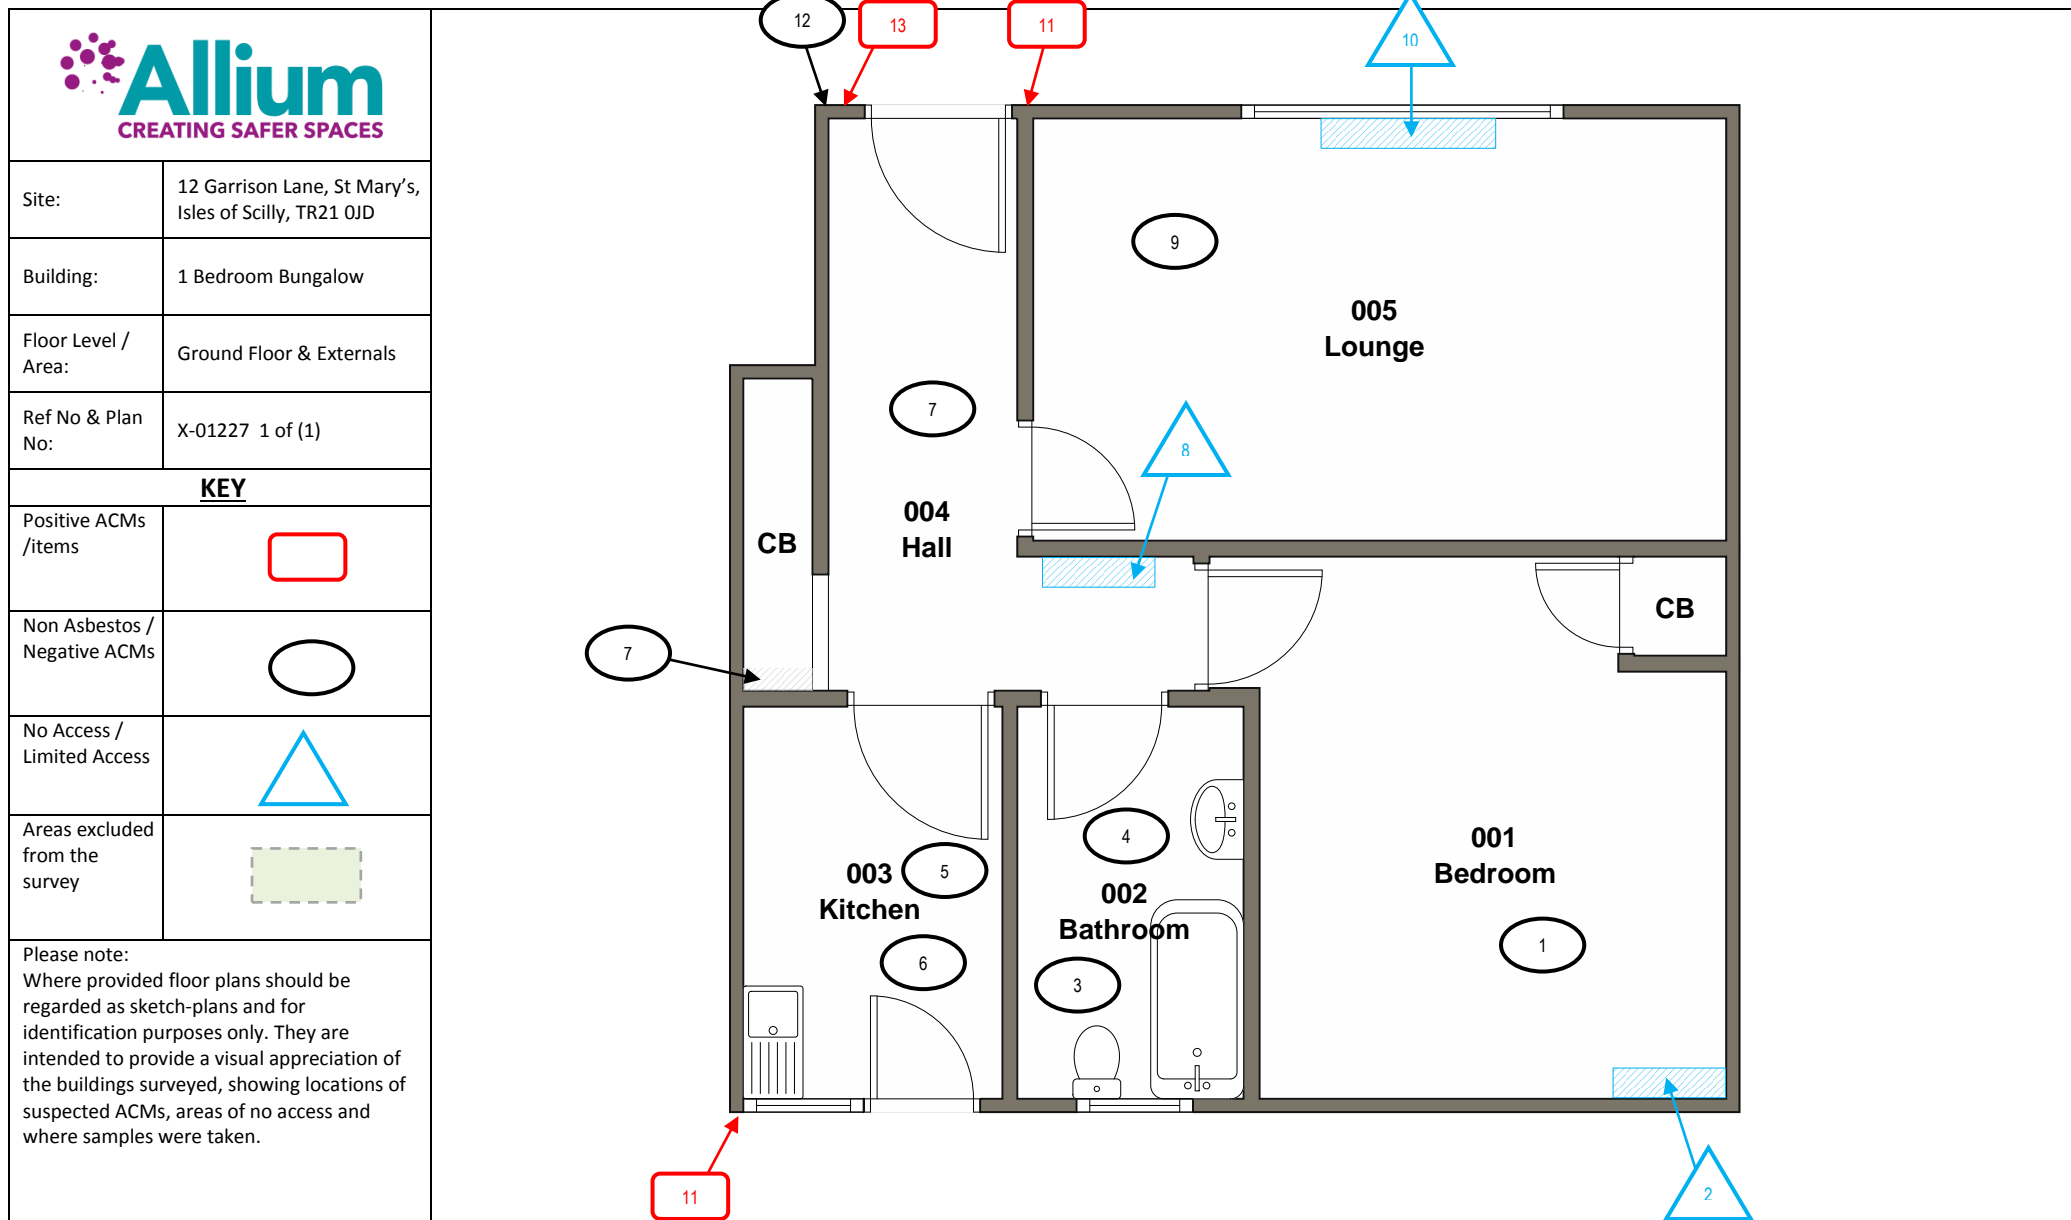 Allium
CREATING SAFER SPACES
Site:
12 Garrison Lane, St Mary's,
Isles of Scilly, TR21 0JD
Building:
1 Bedroom Bungalow
Floor Level /
Area:
Ground Floor & Externals
Ref No & Plan
No:
X-01227  1 of (1)
KEY
Positive ACMs
/items
Non Asbestos /
Negative ACMs
No Access /
Limited Access
Areas excluded
from the
survey
Please note:
Where provided floor plans should be
regarded as sketch-plans and for
identification purposes only. They are
intended to provide a visual appreciation of
the buildings surveyed, showing locations of
suspected ACMs, areas of no access and
where samples were taken.
12
13
11
10
9
005
Lounge
7
8
004
Hall
CB
CB
7
4
001
Bedroom
003
Kitchen
5
002
Bathroom
6
1
3
11
2